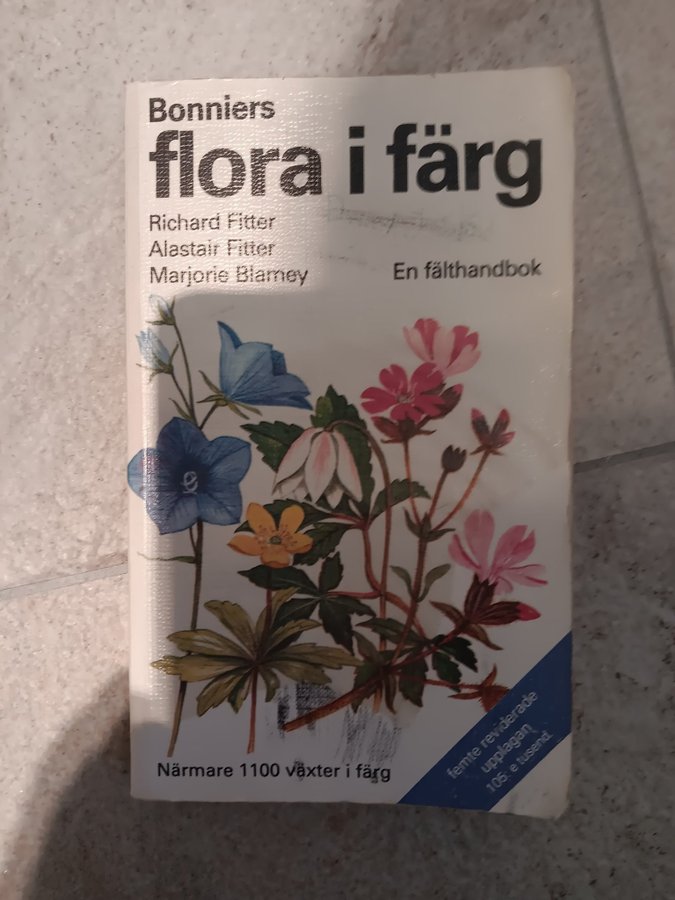 Bonniers
flora i färg
Richard Fitter
Alastair Fitter
Marjorie Blamey
En fälthandbok
Närmare 1100 växter i färg
femte reviderade
upplagan
105:e tusend.